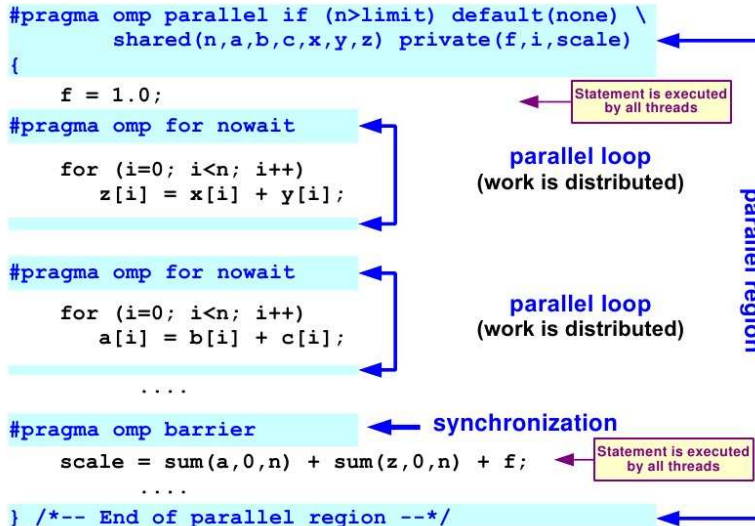 #pragma omp parallel if (n>limit) default(none) \
shared(n,a,b,c,x,y,z) private(f,i,scale)
{
f = 1.0;
Statement is executed
by all threads
#pragma omp for nowait
for (i=0; i<n; i++)
z[i] = x[i] + y[i];
parallel loop
(work is distributed)
parallel region
#pragma omp for nowait
for (i=0; i<n; i++)
a[i] = b[i] + c[i];
parallel loop
(work is distributed)
....
#pragma omp barrier
synchronization
scale = sum(a,0,n) + sum(z,0,n) + f;
Statement is executed
by all threads
....
} /*-- End of parallel region --*/